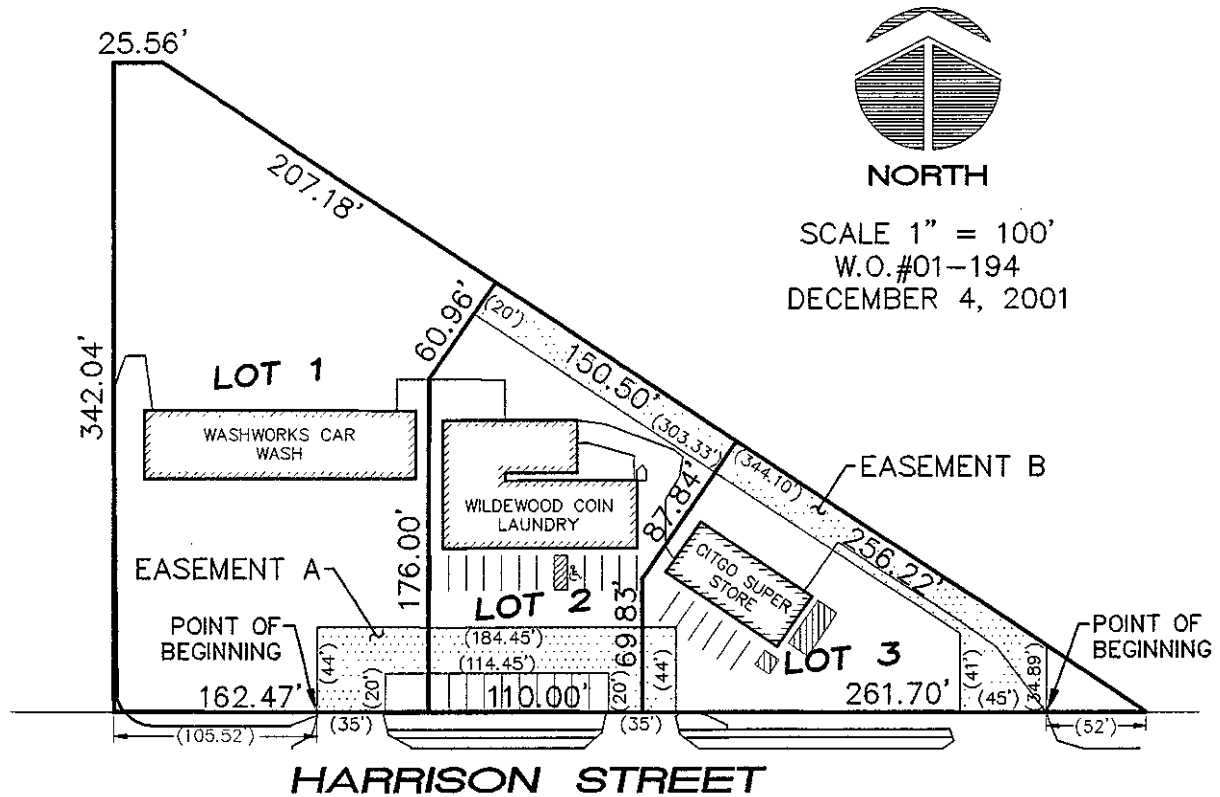 25.56'
NORTH
SCALE 1" = 100'
W.O.#01-194
DECEMBER 4, 2001
207.18'
60.96'
(20')
150.50'
(303.33')
(344.10')
EASEMENT B
342.04'
LOT 1
WASHWORKS CAR
WASH
WILDEWOOD COIN
LAUNDRY
87.84'
CITGO SUPER
STORE
256.22'
EASEMENT A
176.00'
LOT 2
69.83'
LOT 3
POINT OF
BEGINNING
(184.45')
(114.45')
(44')
(20')
(20')
(44')
(41')
(45')
34.89')
POINT OF
BEGINNING
162.47'
110.00'
261.70'
(105.52')
(35')
(35')
(52')
HARRISON STREET